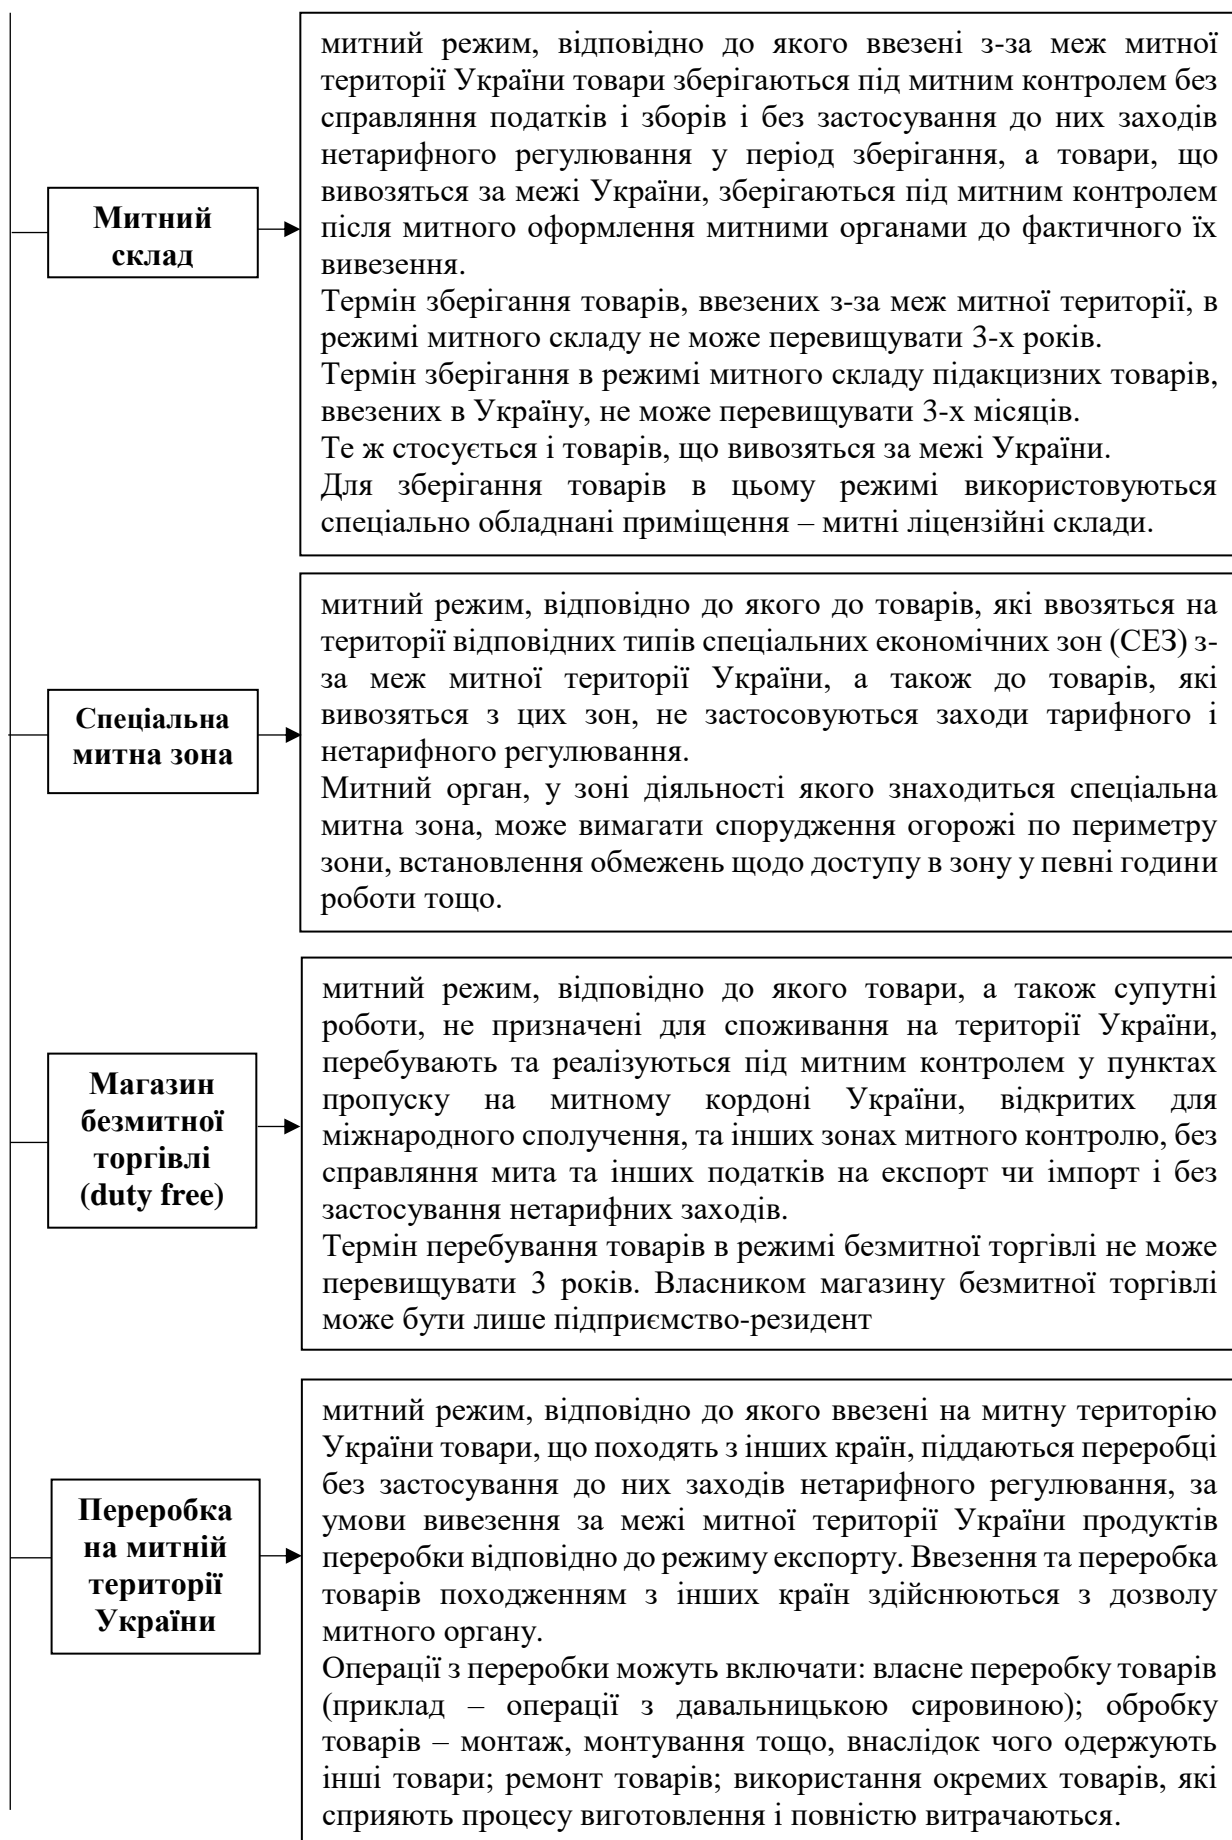 митний режим, відповідно до якого ввезені з-за меж митної
території України товари зберігаються під митним контролем без
справляння податків і зборів і без застосування до них заходів
нетарифного регулювання у період зберігання, а товари, що
вивозяться за межі України, зберігаються під митним контролем
після митного оформлення митними органами до фактичного їх
вивезення.
Термін зберігання товарів, ввезених з-за меж митної території, в
режимі митного складу не може перевищувати 3-х років.
Термін зберігання в режимі митного складу підакцизних товарів,
ввезених в Україну, не може перевищувати 3-х місяців.
Те ж стосується і товарів, що вивозяться за межі України.
Для зберігання товарів в цьому режимі використовуються
спеціально обладнані приміщення – митні ліцензійні склади.
Митний
склад
митний режим, відповідно до якого до товарів, які ввозяться на
території відповідних типів спеціальних економічних зон (СЕЗ) з-
за меж митної території України, а також до товарів, які
вивозяться з цих зон, не застосовуються заходи тарифного і
нетарифного регулювання.
Митний орган, у зоні діяльності якого знаходиться спеціальна
митна зона, може вимагати спорудження огорожі по периметру
зони, встановлення обмежень щодо доступу в зону у певні години
роботи тощо.
Спеціальна
митна зона
митний режим, відповідно до якого товари, а також супутні
роботи, не призначені для споживання на території України,
перебувають та реалізуються під митним контролем у пунктах
пропуску на митному кордоні України, відкритих для
міжнародного сполучення, та інших зонах митного контролю, без
справляння мита та інших податків на експорт чи імпорт і без
застосування нетарифних заходів.
Термін перебування товарів в режимі безмитної торгівлі не може
перевищувати 3 років. Власником магазину безмитної торгівлі
може бути лише підприємство-резидент
Магазин
безмитної
торгівлі
(duty free)
митний режим, відповідно до якого ввезені на митну територію
України товари, що походять з інших країн, піддаються переробці
без застосування до них заходів нетарифного регулювання, за
умови вивезення за межі митної території України продуктів
переробки відповідно до режиму експорту. Ввезення та переробка
товарів походженням з інших країн здійснюються з дозволу
митного органу.
Операції з переробки можуть включати: власне переробку товарів
(приклад – операції з давальницькою сировиною); обробку
товарів – монтаж, монтування тощо, внаслідок чого одержують
інші товари; ремонт товарів; використання окремих товарів, які
сприяють процесу виготовлення і повністю витрачаються.
Переробка
на митній
території
України